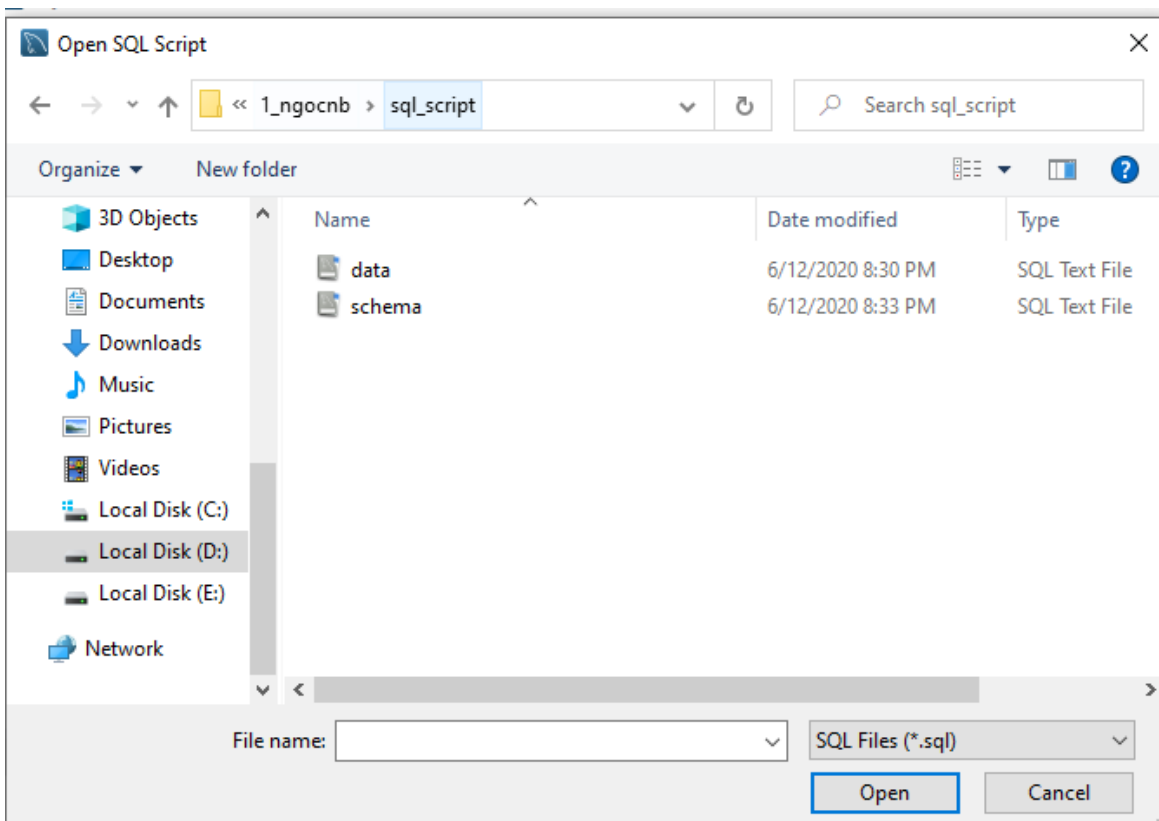 Open SQL Script
« 1_ngocnb › sql_script
Search sql_script
Organize
New folder
Name
Date modified
Type
3D Objects
Desktop
Documents
Downloads
Music
Pictures
Videos
Local Disk (C:)
Local Disk (D:)
Local Disk (E:)
Network
data 6/12/2020 8:30 PM SQL Text File
schema 6/12/2020 8:33 PM SQL Text File
File name:
SQL Files (*.sql)
Open
Cancel